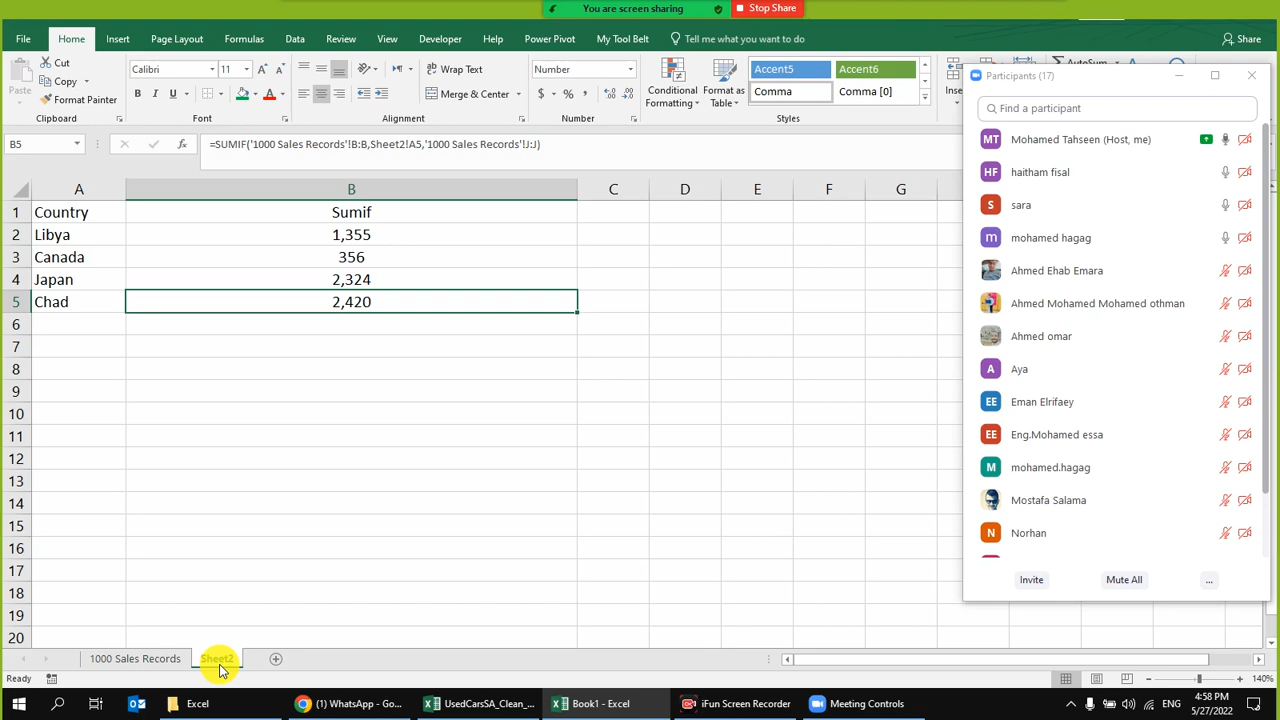 You are screen sharing
Stop Share
File Home Insert Page Layout Formulas Data Review View Developer Help Power Pivot My Tool Belt Tell me what you want to do Share
Paste
Cut
Copy
Format Painter
Clipboard
Calibri 11
B I U
Font
Wrap Text
Merge & Center
Alignment
Number
$ % ,
Number
Conditional Formatting
Format as Table
Accent5 Accent6
Comma Comma [0]
Styles
AutoSum
B5 fx =SUMIF('1000 Sales Records'!B:B,Sheet2!A5,'1000 Sales Records'!J:J)
A B C D E F G
1 Country Sumif
2 Libya 1,355
3 Canada 356
4 Japan 2,324
5 Chad 2,420
6
7
8
9
10
11
12
13
14
15
16
17
18
19
20
Participants (17)
Find a participant
MT Mohamed Tahseen (Host, me)
HF haitham fisal
S sara
m mohamed hagag
Ahmed Ehab Emara
Ahmed Mohamed Mohamed othman
Ahmed omar
A Aya
EE Eman Elrifaey
EE Eng.Mohamed essa
M mohamed.hagag
Mostafa Salama
N Norhan
Invite Mute All ...
1000 Sales Records Sheet2
Ready 140%
Excel (1) WhatsApp - Go... UsedCarsSA_Clean_... Book1 - Excel iFun Screen Recorder Meeting Controls ENG 4:58 PM
5/27/2022